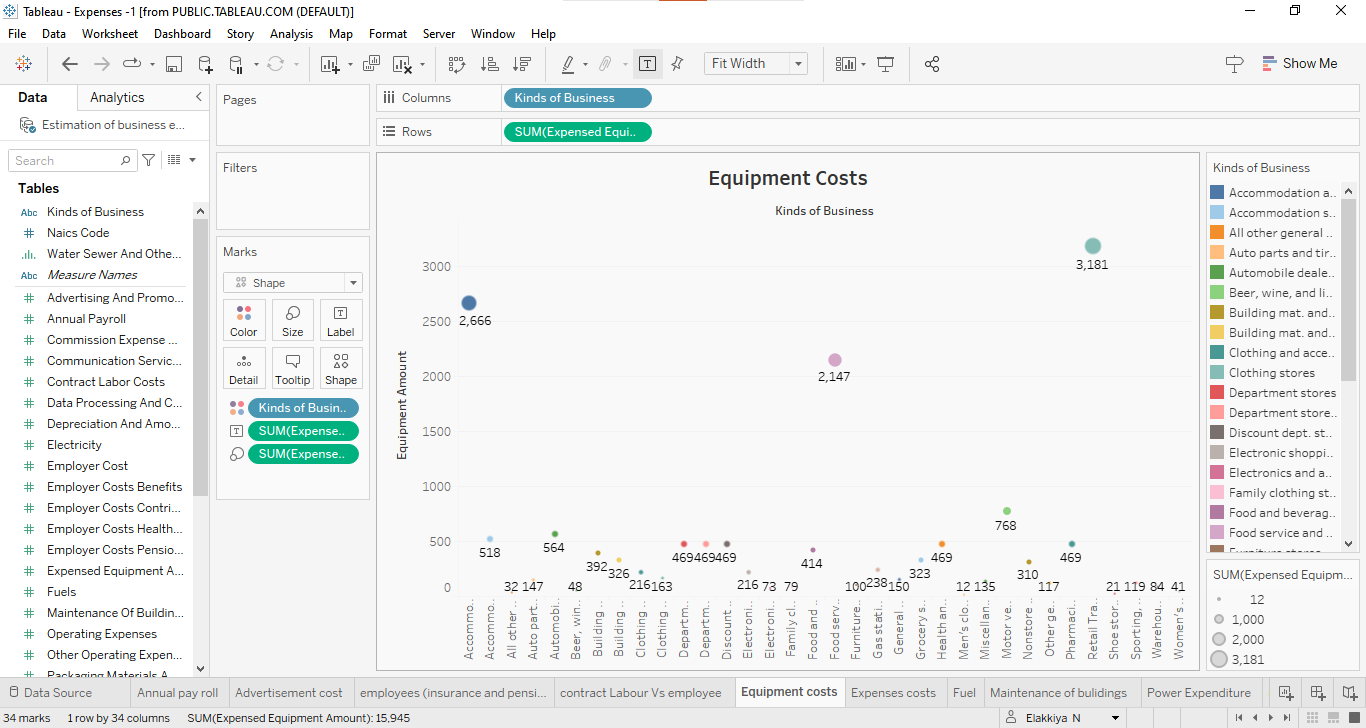 Tableau - Expenses -1 [from PUBLIC.TABLEAU.COM (DEFAULT)]
File Data Worksheet Dashboard Story Analysis Map Format Server Window Help
Fit Width
Show Me
Data Analytics
Estimation of business e...
Search
Tables
Abc Kinds of Business
Naics Code
Water Sewer And Othe...
Abc Measure Names
Advertising And Promo...
Annual Payroll
Commission Expense ...
Communication Servic...
Contract Labor Costs
Data Processing And C...
Depreciation And Amo...
Electricity
Employer Cost
Employer Costs Benefits
Employer Costs Contri...
Employer Costs Health...
Employer Costs Pensio...
Expensed Equipment A...
Fuels
Maintenance Of Buildin...
Operating Expenses
Other Operating Expen...
Packaging Materials A...
Pages
Filters
Marks
Shape
Color Size Label
Detail Tooltip Shape
Kinds of Busin..
SUM(Expense..
SUM(Expense..
Columns Kinds of Business
Rows SUM(Expensed Equi..
Equipment Costs
Kinds of Business
Equipment Amount
3000
2500
2000
1500
1000
500
0
2,666 518 32 147 564 48 392 326 216 163 469 469 469 216 73 79 414 2,147 100 238 150 323 469 12 135 768 310 117 469 3,181 21 119 84 41
Accommo..
Accommo..
All other ..
Auto part..
Automobi..
Beer, win..
Building ..
Building ..
Clothing ..
Clothing ..
Departm..
Departm..
Discount ..
Electroni..
Electroni..
Family cl..
Food and ..
Food serv..
Furniture..
Gas stati..
General ..
Grocery s..
Health an..
Men's clo..
Miscellan..
Motor ve..
Nonstore ..
Other ge..
Pharmaci..
Retail Tra..
Shoe stor..
Sporting, ..
Warehou..
Women's ..
Kinds of Business
Accommodation a..
Accommodation s..
All other general ..
Auto parts and tir..
Automobile deale..
Beer, wine, and li..
Building mat. and..
Building mat. and..
Clothing and acce..
Clothing stores
Department stores
Department store..
Discount dept. st..
Electronic shoppi..
Electronics and a..
Family clothing st..
Food and beverag..
Food service and ..
Furniture stores
SUM(Expensed Equipm...
12
1,000
2,000
3,181
Data Source Annual pay roll Advertisement cost employees (insurance and pensi... contract Labour Vs employee Equipment costs Expenses costs Fuel Maintenance of bulidings Power Expenditure
34 marks 1 row by 34 columns SUM(Expensed Equipment Amount): 15,945
Elakkiya N